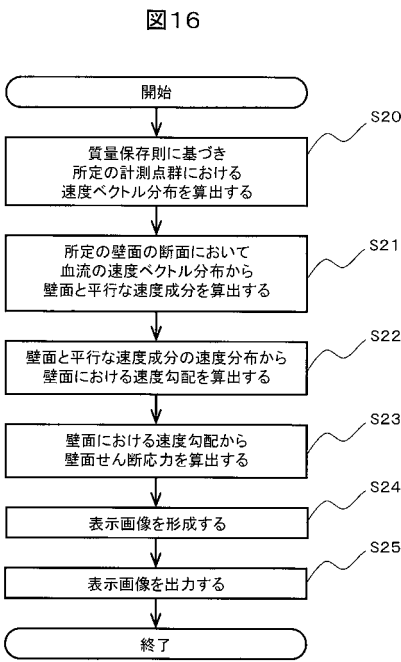 図16
開始
S20
質量保存則に基づき
所定の計測点群における
速度ベクトル分布を算出する
S21
所定の壁面の断面において
血流の速度ベクトル分布から
壁面と平行な速度成分を算出する
S22
壁面と平行な速度成分の速度分布から
壁面における速度勾配を算出する
S23
壁面における速度勾配から
壁面せん断応力を算出する
S24
表示画像を形成する
S25
表示画像を出力する
終了